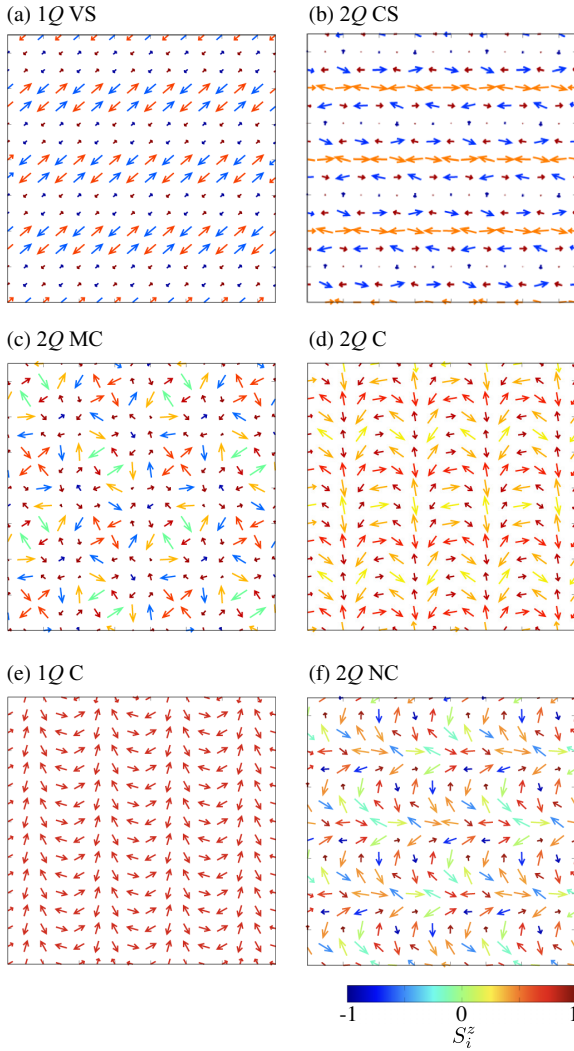 (a) 1Q VS
(b) 2Q CS
(c) 2Q MC
(d) 2Q C
(e) 1Q C
(f) 2Q NC
-1 0 1
S_i^z